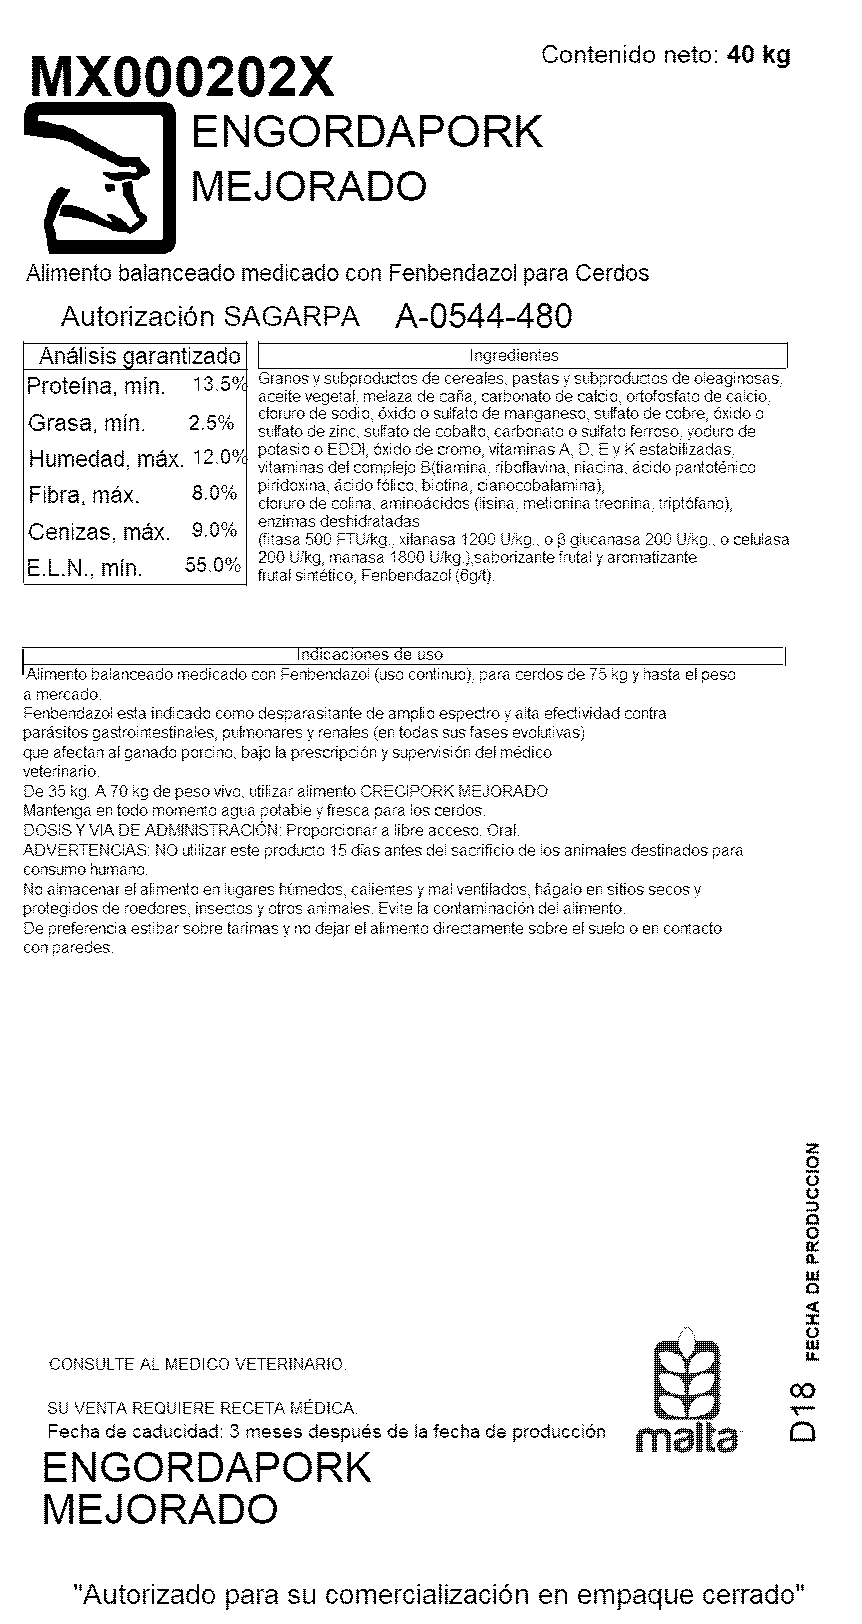 Contenido neto: 40 kg
MX000202X
ENGORDAPORK
MEJORADO
Alimento balanceado medicado con Fenbendazol para Cerdos
Autorización SAGARPA A-0544-480
Análisis garantizado
Proteína, mín. 13.5%
Grasa, mín. 2.5%
Humedad, máx. 12.0%
Fibra, máx. 8.0%
Cenizas, máx. 9.0%
E.L.N., mín. 55.0%
Ingredientes
Granos y subproductos de cereales, pastas y subproductos de oleaginosas,
aceite vegetal, melaza de caña, carbonato de calcio, ortofosfato de calcio,
cloruro de sodio, óxido o sulfato de manganeso, sulfato de cobre, óxido o
sulfato de zinc, sulfato de cobalto, carbonato o sulfato ferroso, yoduro de
potasio o EDDI, óxido de cromo, vitaminas A, D, E y K estabilizadas,
vitaminas del complejo B(tiamina, riboflavina, niacina, ácido pantoténico
piridoxina, ácido fólico, biotina, cianocobalamina),
cloruro de colina, aminoácidos (lisina, metionina treonina, triptófano),
enzimas deshidratadas
(fitasa 500 FTU/kg., xilanasa 1200 U/kg., o β glucanasa 200 U/kg., o celulasa
200 U/kg, manasa 1800 U/kg.),saborizante frutal y aromatizante
frutal sintético, Fenbendazol (6g/t).
Indicaciones de uso
Alimento balanceado medicado con Fenbendazol (uso continuo), para cerdos de 75 kg y hasta el peso
a mercado.
Fenbendazol esta indicado como desparasitante de amplio espectro y alta efectividad contra
parásitos gastrointestinales, pulmonares y renales (en todas sus fases evolutivas)
que afectan al ganado porcino, bajo la prescripción y supervisión del médico
veterinario.
De 35 kg. A 70 kg de peso vivo, utilizar alimento CRECIPORK MEJORADO
Mantenga en todo momento agua potable y fresca para los cerdos.
DOSIS Y VIA DE ADMINISTRACIÓN: Proporcionar a libre acceso. Oral.
ADVERTENCIAS: NO utilizar este producto 15 días antes del sacrificio de los animales destinados para
consumo humano.
No almacenar el alimento en lugares húmedos, calientes y mal ventilados, hágalo en sitios secos y
protegidos de roedores, insectos y otros animales. Evite la contaminación del alimento.
De preferencia estibar sobre tarimas y no dejar el alimento directamente sobre el suelo o en contacto
con paredes.
D18 FECHA DE PRODUCCION
CONSULTE AL MEDICO VETERINARIO.
SU VENTA REQUIERE RECETA MÉDICA.
Fecha de caducidad: 3 meses después de la fecha de producción
malta
ENGORDAPORK
MEJORADO
"Autorizado para su comercialización en empaque cerrado"